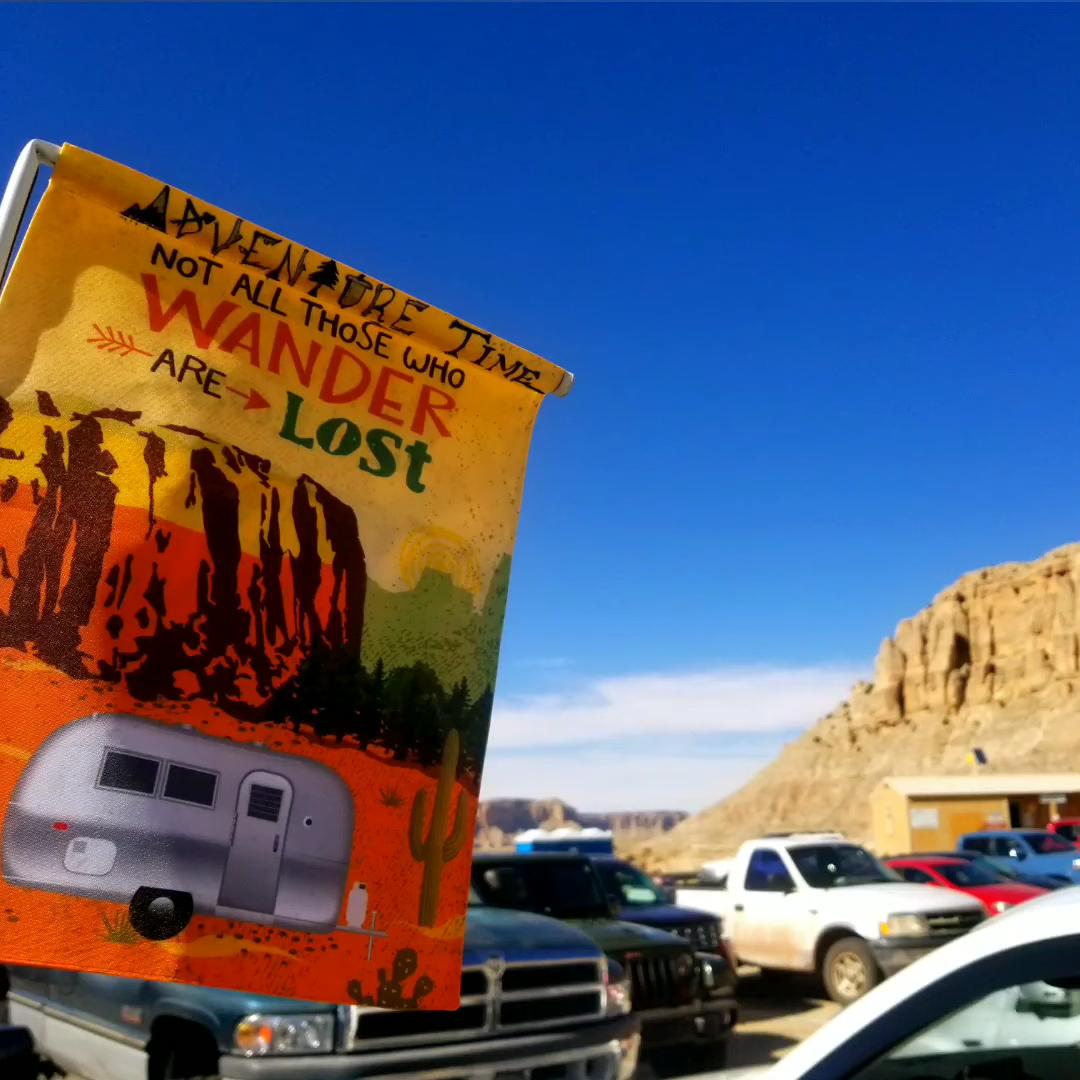 ADVENTURE TIME
NOT ALL THOSE WHO
WANDER
ARE
LOSt